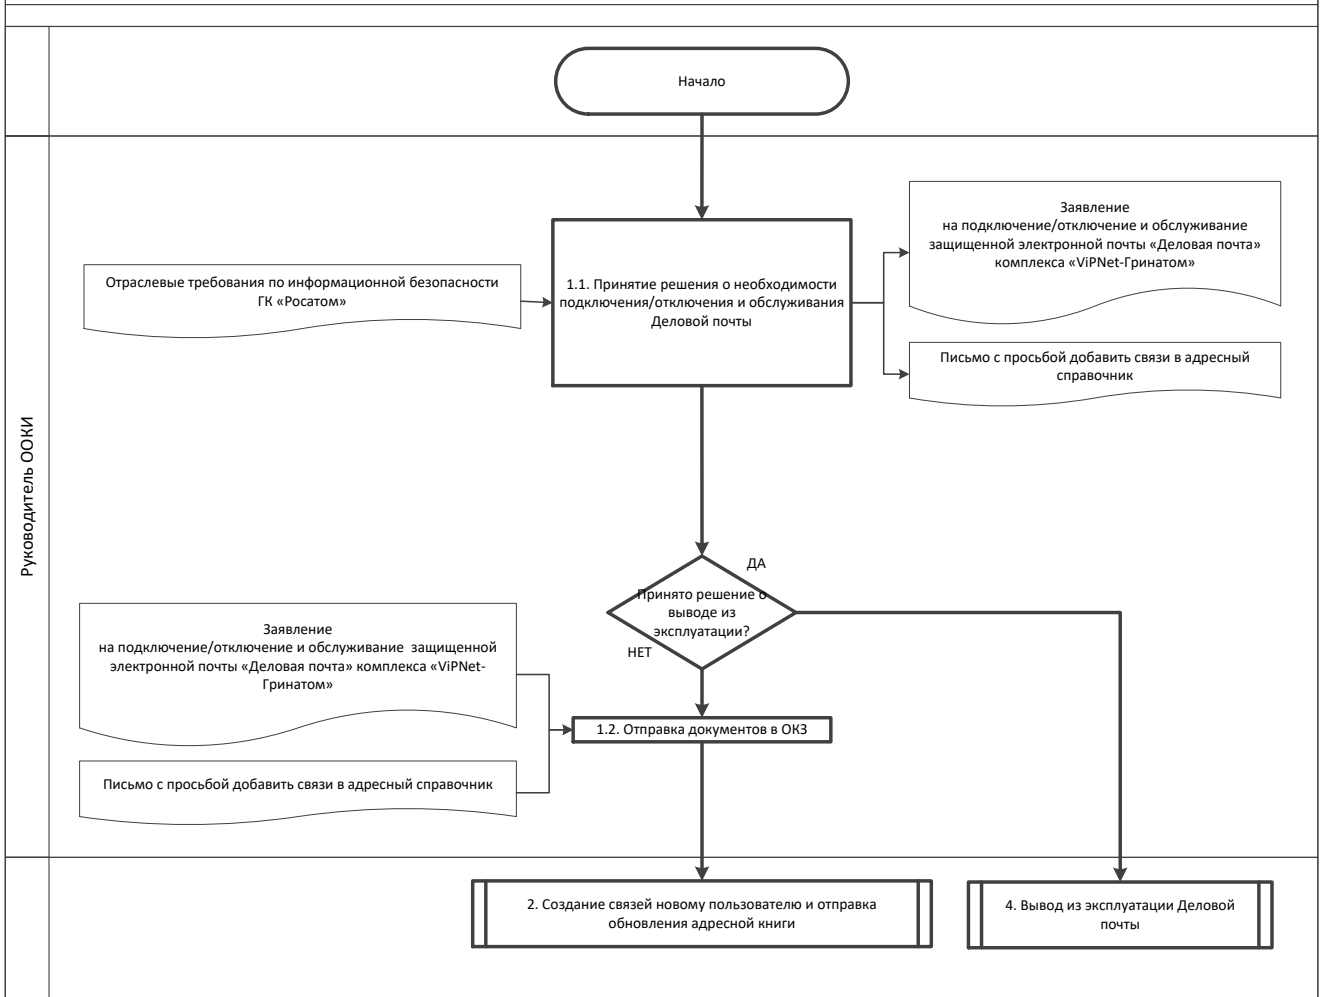 Начало
Заявление
на подключение/отключение и обслуживание
защищенной электронной почты «Деловая почта»
комплекса «ViPNet-Гринатом»
Отраслевые требования по информационной безопасности
ГК «Росатом»
1.1. Принятие решения о необходимости
подключения/отключения и обслуживания
Деловой почты
Письмо с просьбой добавить связи в адресный
справочник
Руководитель ООКИ
ДА
Принято решение о
выводе из
эксплуатации?
НЕТ
Заявление
на подключение/отключение и обслуживание  защищенной
электронной почты «Деловая почта» комплекса «ViPNet-
Гринатом»
1.2. Отправка документов в ОКЗ
Письмо с просьбой добавить связи в адресный справочник
2. Создание связей новому пользователю и отправка
обновления адресной книги
4. Вывод из эксплуатации Деловой
почты